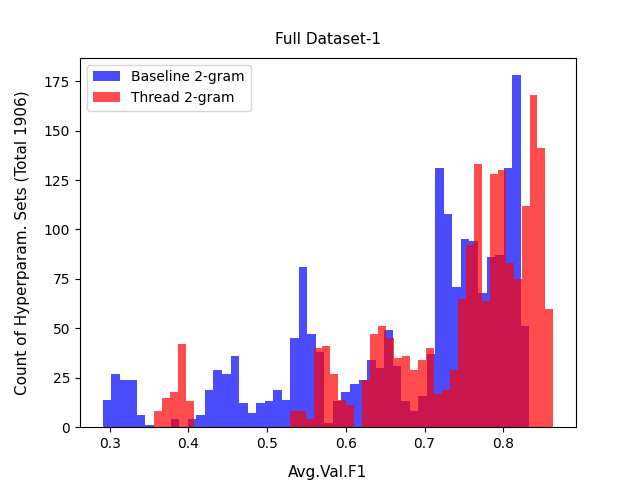 Full Dataset-1
Baseline 2-gram
Thread 2-gram
Count of Hyperparam. Sets (Total 1906)
175
150
125
100
75
50
25
0
0.3 0.4 0.5 0.6 0.7 0.8
Avg.Val.F1